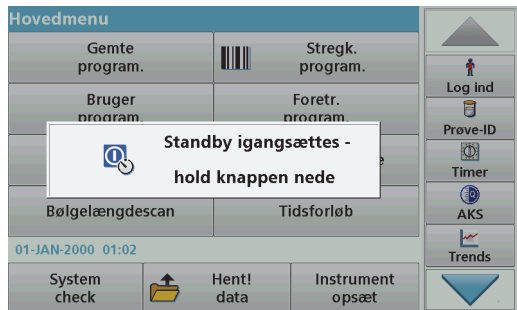 Hovedmenu
Gemte
program.
Stregk.
program.
Bruger
program.
Foretr.
program.
Standby igangsættes -
hold knappen nede
Bølgelængdescan
Tidsforløb
01-JAN-2000 01:02
System
check
Hent!
data
Instrument
opsæt
Log ind
Prøve-ID
Timer
AKS
Trends